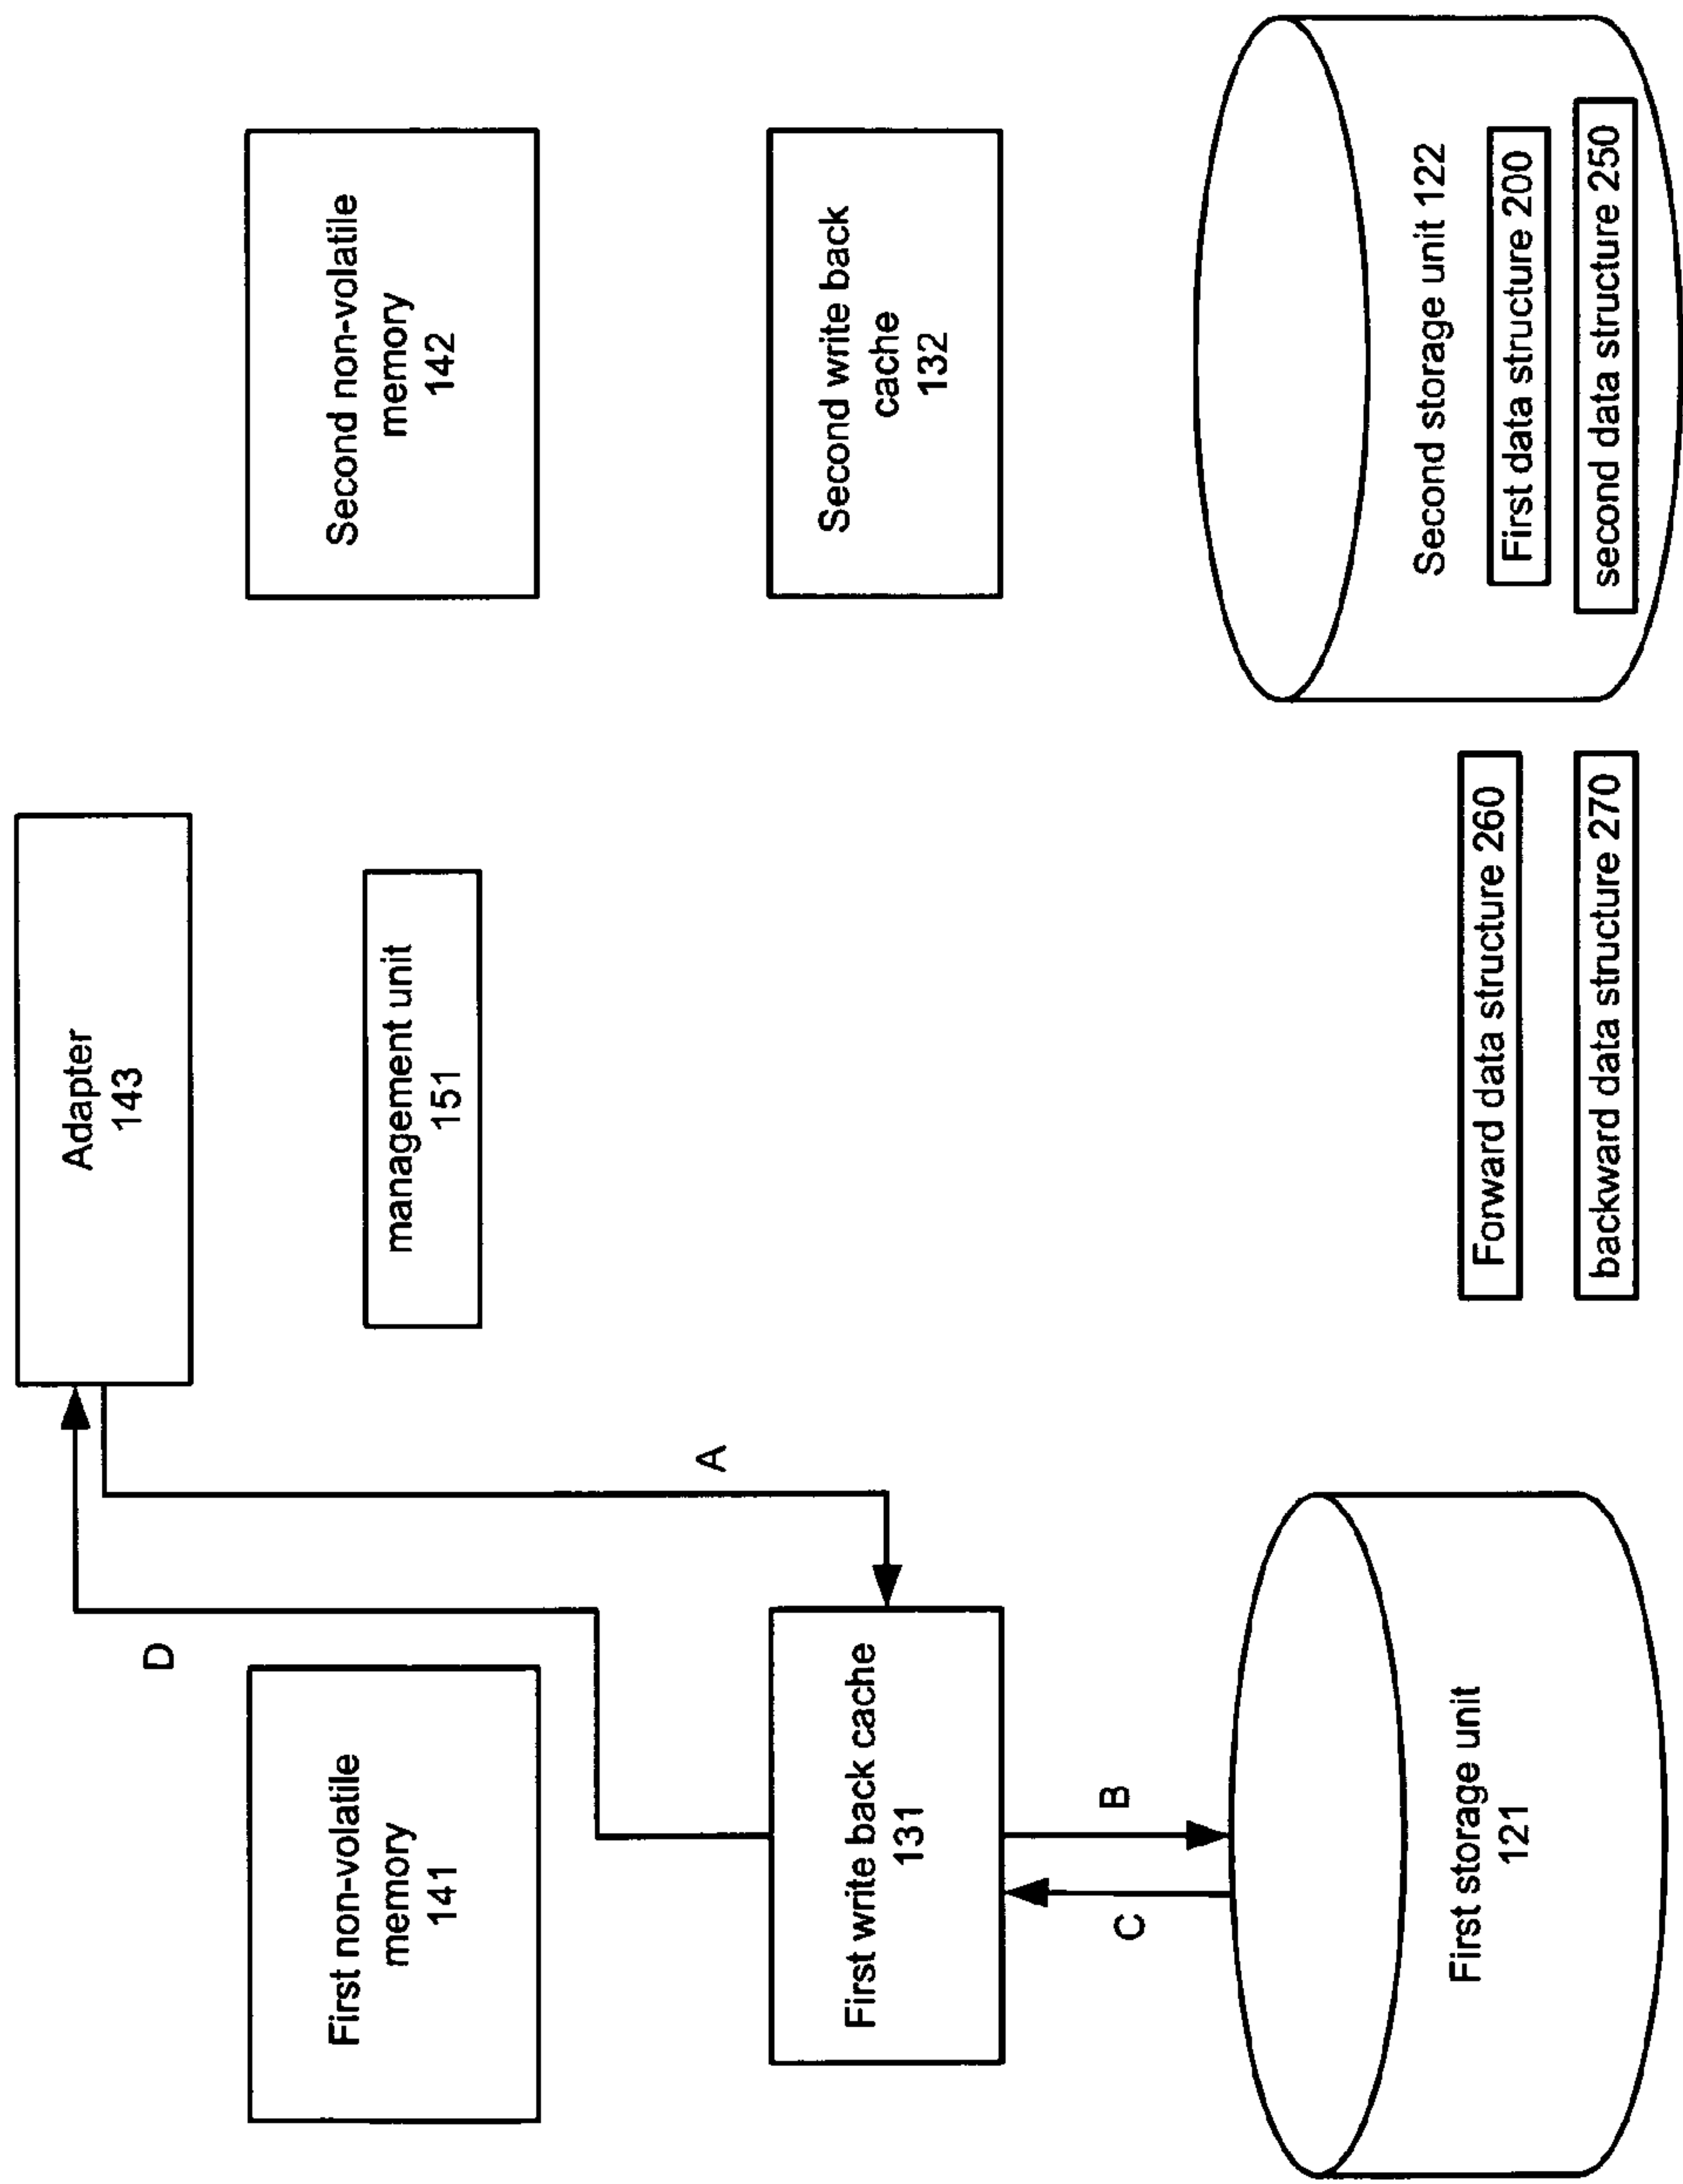 Adapter
143
D
First non-volatile
memory
141
management unit
151
Second non-volatile
memory
142
A
First write back cache
131
Second write back
cache
132
B
C
First storage unit
121
Forward data structure 260
backward data structure 270
Second storage unit 122
First data structure 200
second data structure 250